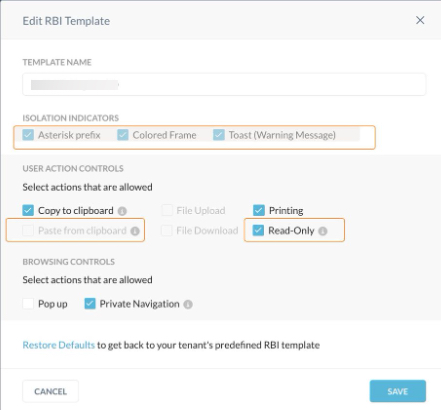 Edit RBI Template
TEMPLATE NAME
ISOLATION INDICATORS
Asterisk prefix Colored Frame Toast (Warning Message)
USER ACTION CONTROLS
Select actions that are allowed
Copy to clipboard File Upload Printing
Paste from clipboard File Download Read-Only
BROWSING CONTROLS
Select actions that are allowed
Pop up Private Navigation
Restore Defaults to get back to your tenant's predefined RBI template
CANCEL SAVE